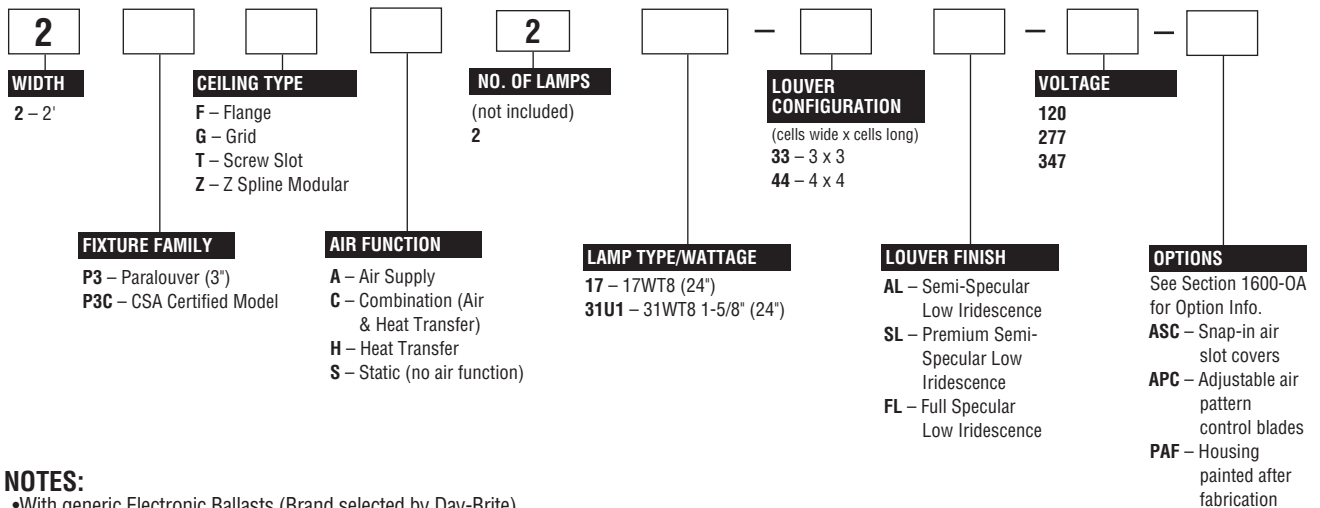 2
2
–
–
–
WIDTH
2 – 2'
CEILING TYPE
F – Flange
G – Grid
T – Screw Slot
Z – Z Spline Modular
NO. OF LAMPS
(not included)
2
LOUVER
CONFIGURATION
(cells wide x cells long)
33 – 3 x 3
44 – 4 x 4
VOLTAGE
120
277
347
FIXTURE FAMILY
P3 – Paralouver (3")
P3C – CSA Certified Model
AIR FUNCTION
A – Air Supply
C – Combination (Air
& Heat Transfer)
H – Heat Transfer
S – Static (no air function)
LAMP TYPE/WATTAGE
17 – 17WT8 (24")
31U1 – 31WT8 1-5/8" (24")
LOUVER FINISH
AL – Semi-Specular
Low Iridescence
SL – Premium Semi-
Specular Low
Iridescence
FL – Full Specular
Low Iridescence
OPTIONS
See Section 1600-OA
for Option Info.
ASC – Snap-in air
slot covers
APC – Adjustable air
pattern
control blades
PAF – Housing
painted after
fabrication
NOTES:
•With generic Electronic Ballasts (Brand selected by Day-Brite)